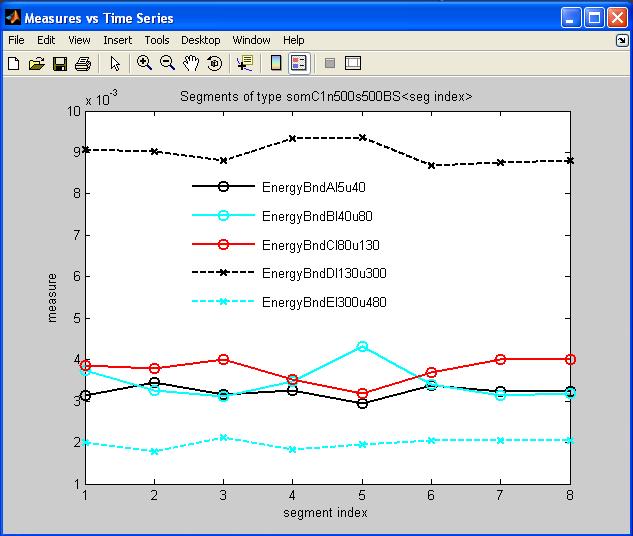 Measures vs Time Series
File Edit View Insert Tools Desktop Window Help
x 10^-3
Segments of type somC1n500s500BS<seg index>
10
9
8
7
6
5
4
3
2
1
measure
EnergyBndAl5u40
EnergyBndBl40u80
EnergyBndCl80u130
EnergyBndDl130u300
EnergyBndEl300u480
1 2 3 4 5 6 7 8
segment index